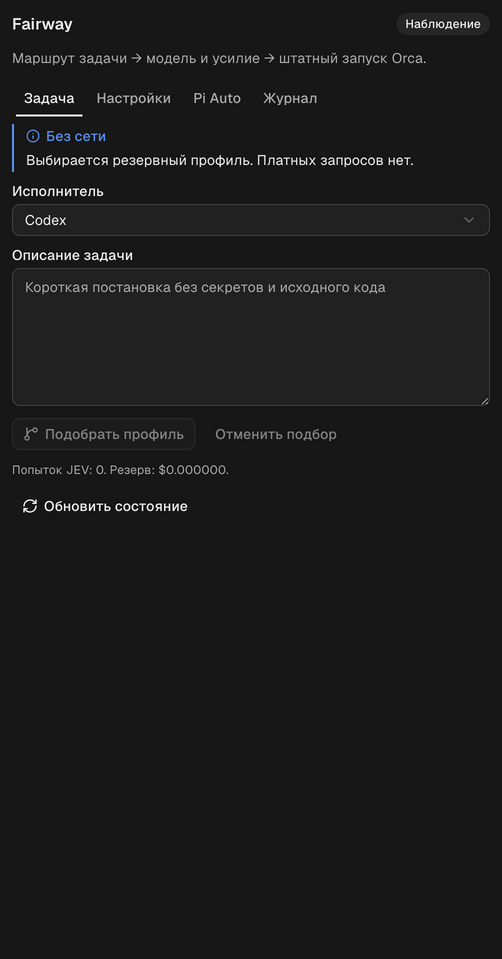 Fairway
Наблюдение
Маршрут задачи → модель и усилие → штатный запуск Orca.
Задача
Настройки
Pi Auto
Журнал
Без сети
Выбирается резервный профиль. Платных запросов нет.
Исполнитель
Codex
Описание задачи
Короткая постановка без секретов и исходного кода
Подобрать профиль
Отменить подбор
Попыток JEV: 0. Резерв: $0.000000.
Обновить состояние